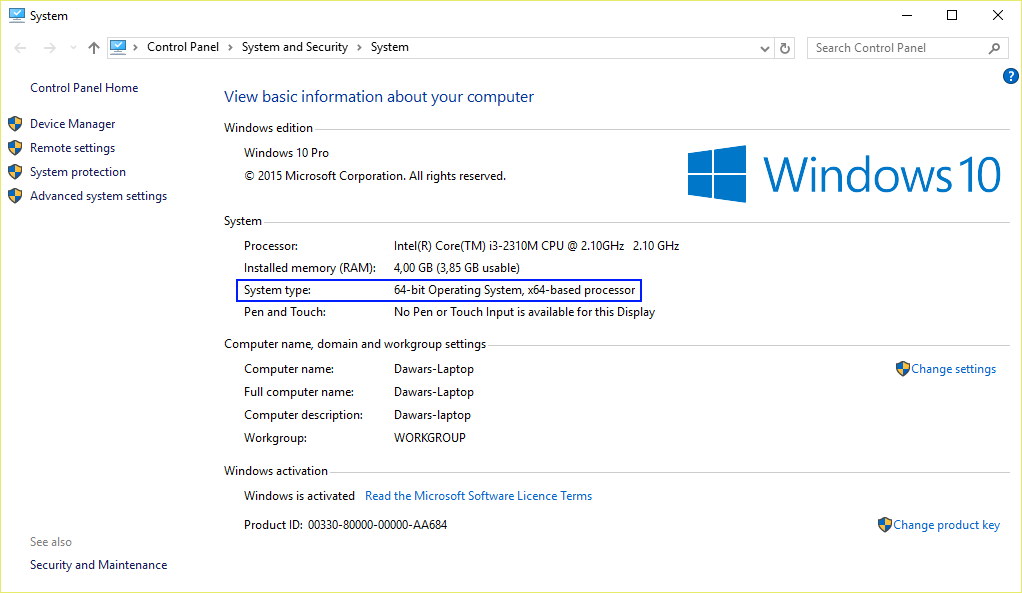 System
Control Panel > System and Security > System
Search Control Panel
?
Control Panel Home
Device Manager
Remote settings
System protection
Advanced system settings
View basic information about your computer
Windows edition
Windows 10 Pro
© 2015 Microsoft Corporation. All rights reserved.
Windows 10
System
Processor: Intel(R) Core(TM) i3-2310M CPU @ 2.10GHz 2.10 GHz
Installed memory (RAM): 4,00 GB (3,85 GB usable)
System type: 64-bit Operating System, x64-based processor
Pen and Touch: No Pen or Touch Input is available for this Display
Computer name, domain and workgroup settings
Computer name: Dawars-Laptop
Change settings
Full computer name: Dawars-Laptop
Computer description: Dawars-laptop
Workgroup: WORKGROUP
Windows activation
Windows is activated Read the Microsoft Software Licence Terms
Product ID: 00330-80000-00000-AA684
Change product key
See also
Security and Maintenance